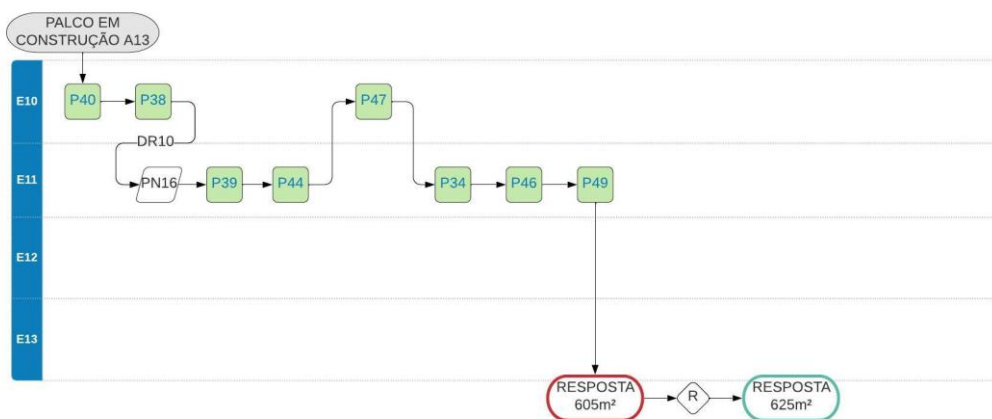 PALCO EM
CONSTRUÇÃO A13
E10
P40
P38
P47
DR10
E11
PN16
P39
P44
P34
P46
P49
E12
E13
RESPOSTA
605m²
R
RESPOSTA
625m²